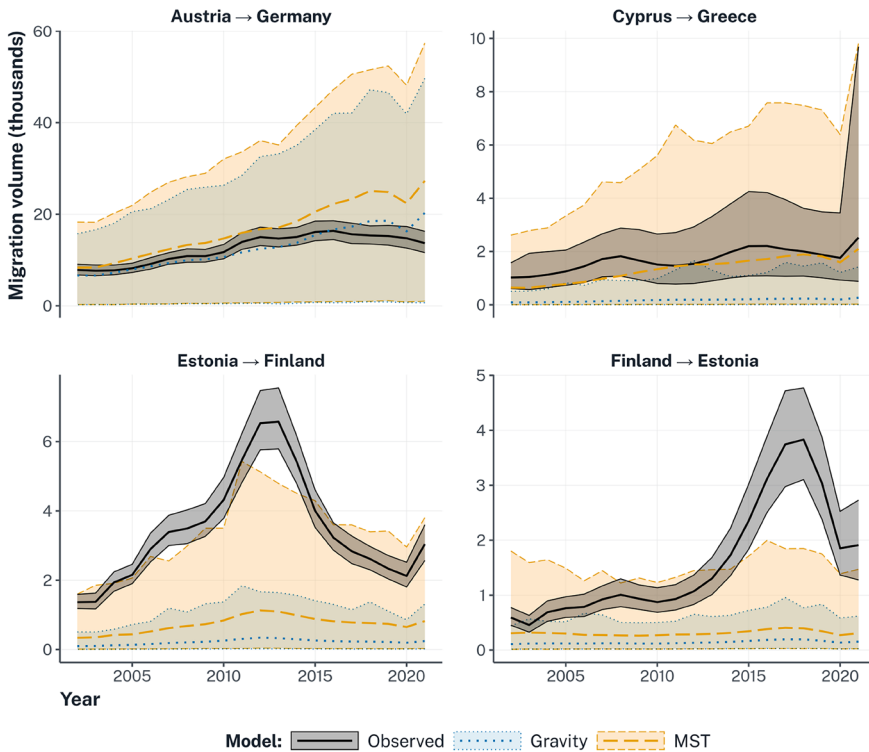 Austria → Germany
Cyprus → Greece
Migration volume (thousands)
60
40
20
0
10
8
6
4
2
0
Estonia → Finland
Finland → Estonia
6
4
2
0
5
4
3
2
1
0
2005 2010 2015 2020
2005 2010 2015 2020
Year
Model: Observed Gravity MST